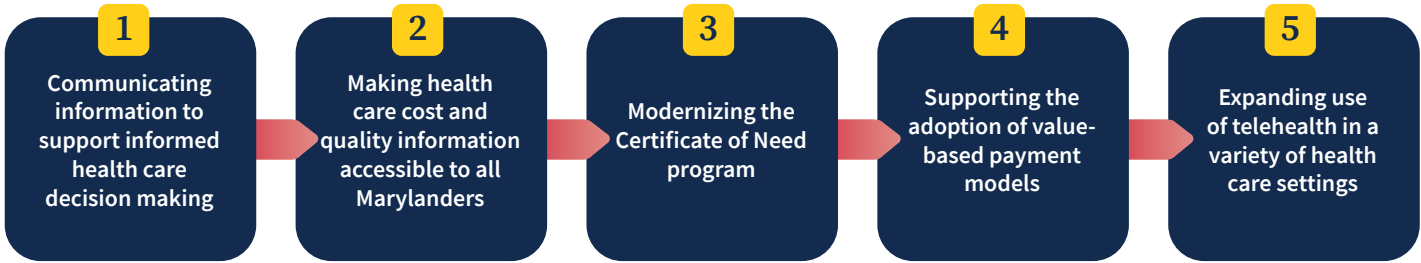 1
Communicating
information to
support informed
health care
decision making
2
Making health
care cost and
quality information
accessible to all
Marylanders
3
Modernizing the
Certificate of Need
program
4
Supporting the
adoption of value-
based payment
models
5
Expanding use
of telehealth in a
variety of health
care settings